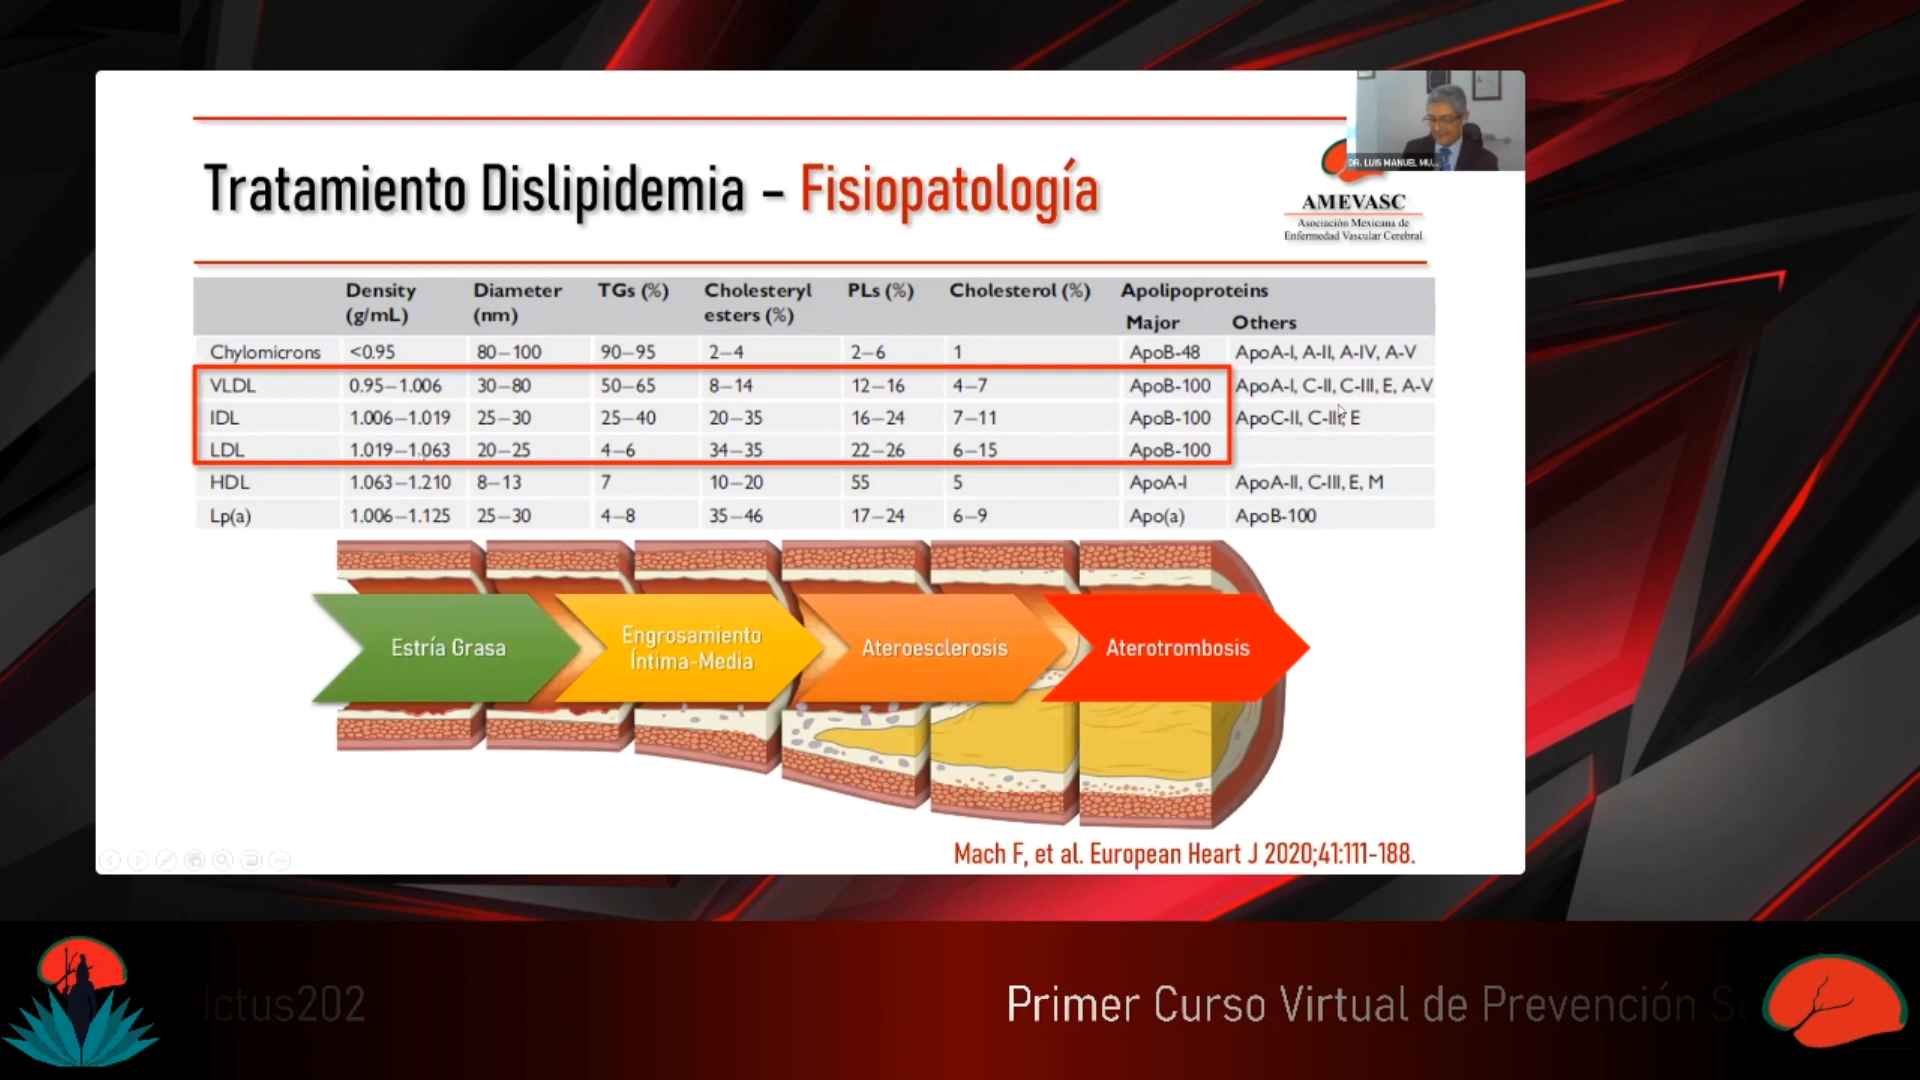 DR. LUIS MANUEL MU...
Tratamiento Dislipidemia – Fisiopatología
AMEVASC
Asociación Mexicana de
Enfermedad Vascular Cerebral
Density (g/mL) Diameter (nm) TGs (%) Cholesteryl esters (%) PLs (%) Cholesterol (%) Apolipoproteins
Major Others
Chylomicrons <0.95 80–100 90–95 2–4 2–6 1 ApoB-48 ApoA-I, A-II, A-IV, A-V
VLDL 0.95–1.006 30–80 50–65 8–14 12–16 4–7 ApoB-100 ApoA-I, C-II, C-III, E, A-V
IDL 1.006–1.019 25–30 25–40 20–35 16–24 7–11 ApoB-100 ApoC-II, C-III, E
LDL 1.019–1.063 20–25 4–6 34–35 22–26 6–15 ApoB-100
HDL 1.063–1.210 8–13 7 10–20 55 5 ApoA-I ApoA-II, C-III, E, M
Lp(a) 1.006–1.125 25–30 4–8 35–46 17–24 6–9 Apo(a) ApoB-100
Estría Grasa
Engrosamiento
Íntima-Media
Ateroesclerosis
Aterotrombosis
Mach F, et al. European Heart J 2020;41:111-188.
- Ictus202
Primer Curso Virtual de Prevención S